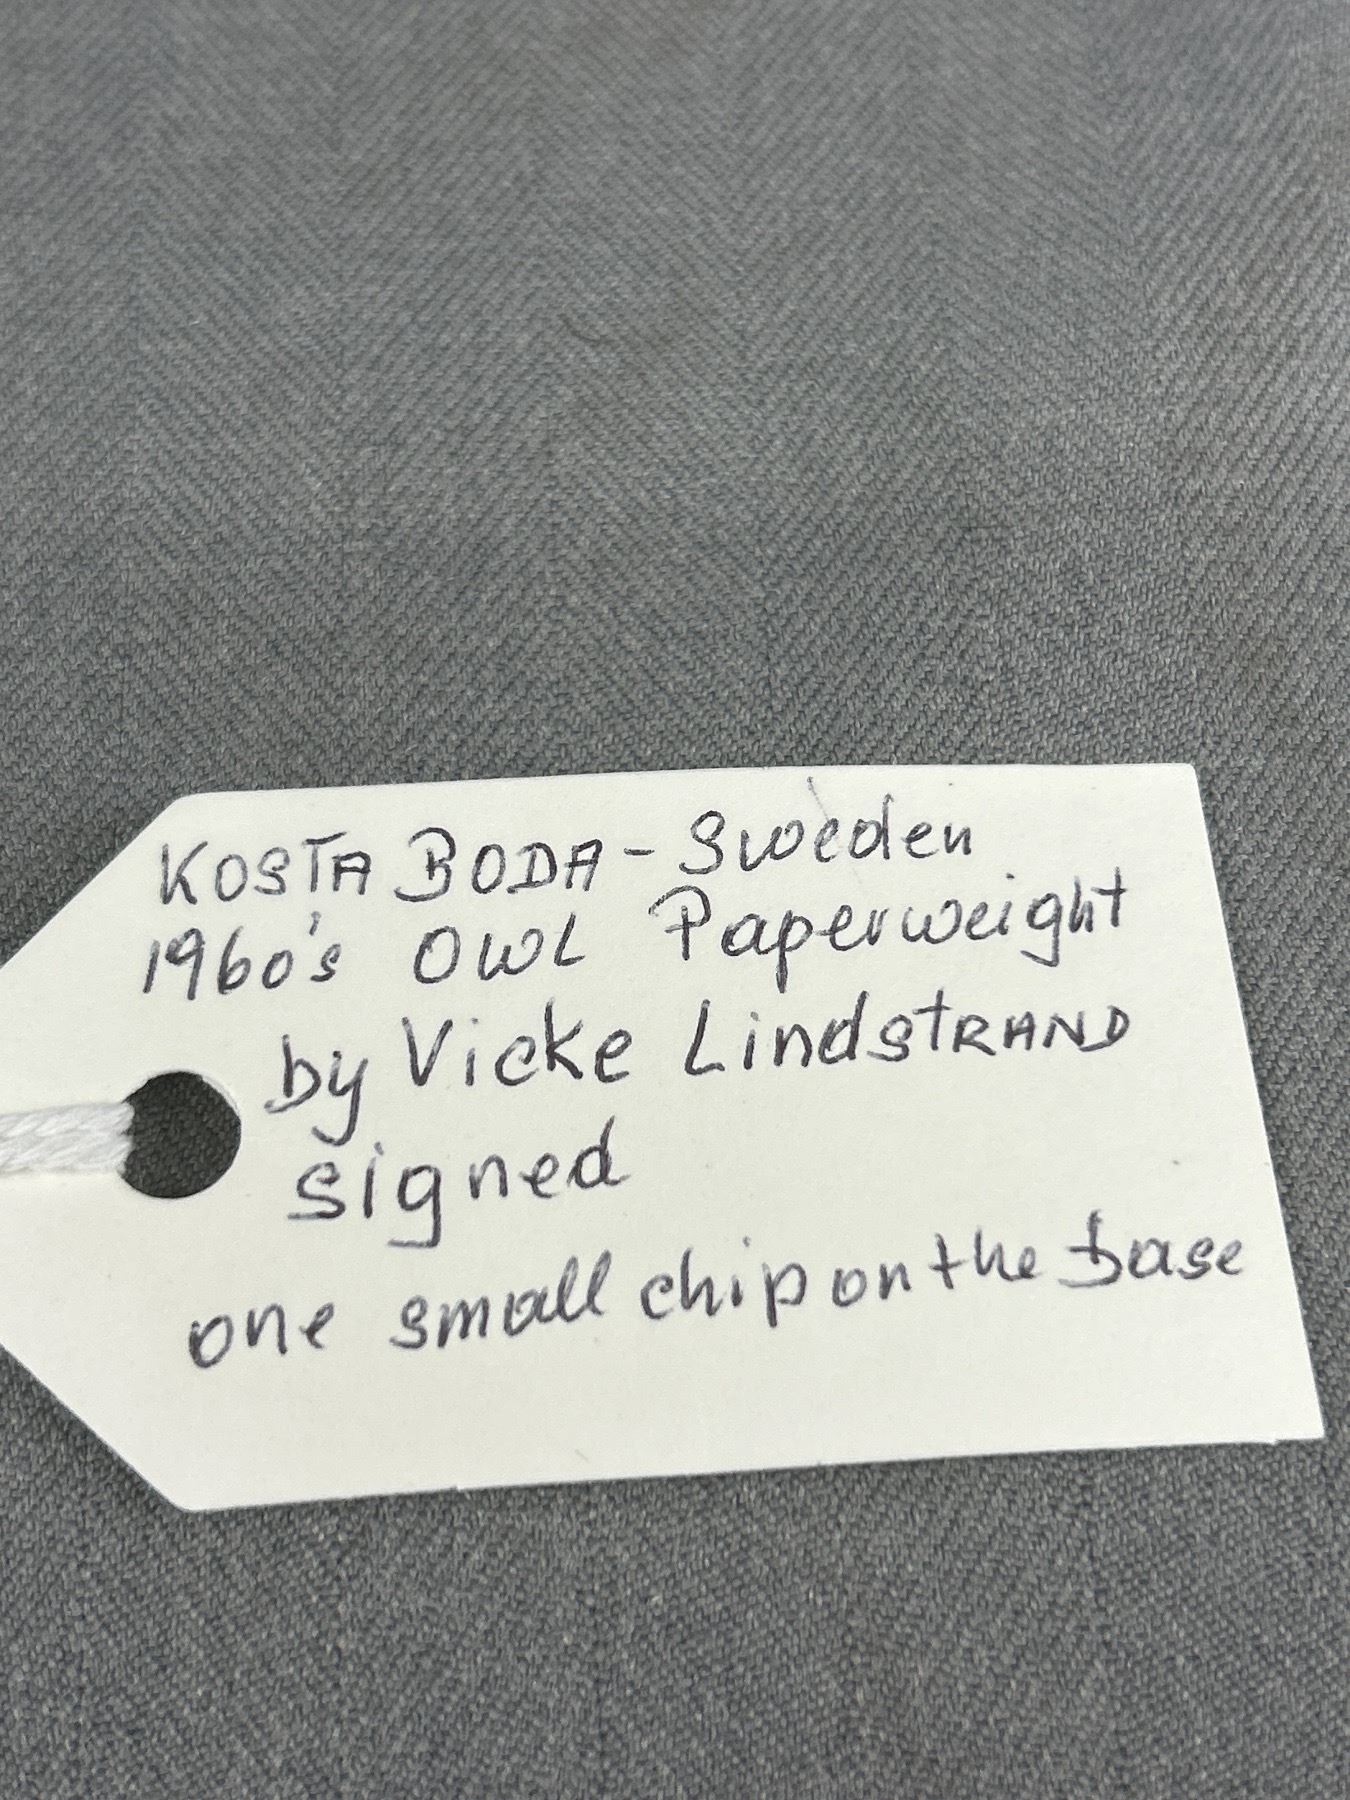 KOSTA BODA - Sweden
1960's OWL Paperweight
by Vicke LindstRAND
signed
one small chip on the base